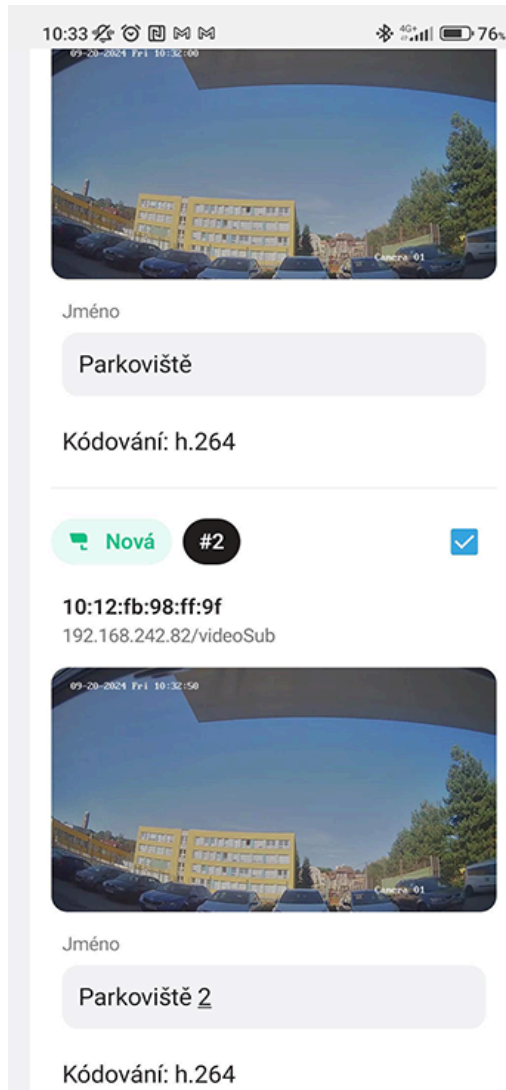 10:33 4G+ 76%
09-20-2024 Fri 10:32:00
Camera 01
Jméno
Parkoviště
Kódování: h.264
Nová #2
10:12:fb:98:ff:9f
192.168.242.82/videoSub
09-20-2024 Fri 10:32:50
Camera 01
Jméno
Parkoviště 2
Kódování: h.264